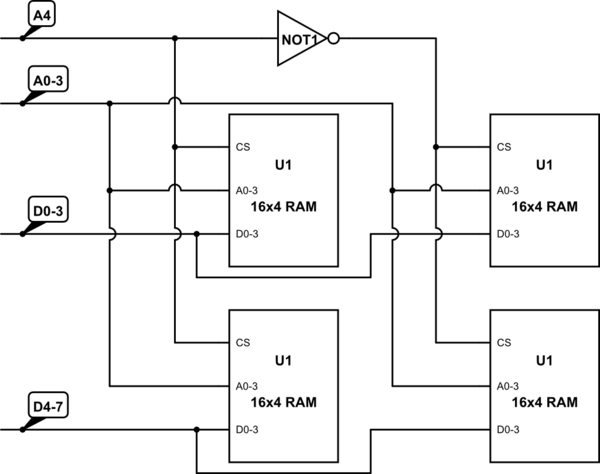 A4
NOT1
A0-3
CS
U1
A0-3
16x4 RAM
D0-3
CS
U1
A0-3
16x4 RAM
D0-3
D0-3
CS
U1
A0-3
16x4 RAM
D0-3
CS
U1
A0-3
16x4 RAM
D0-3
D4-7